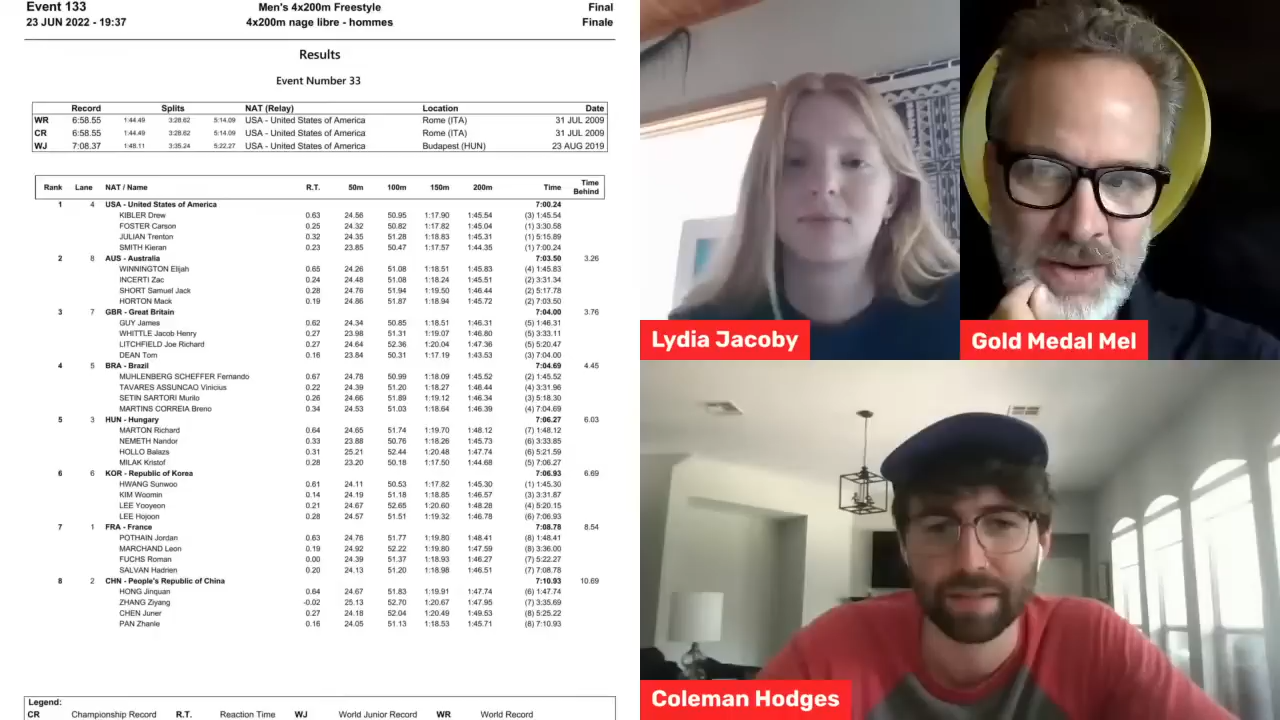 Event 133 Men's 4x200m Freestyle Final
23 JUN 2022 - 19:37 4x200m nage libre - hommes Finale
Results
Event Number 33
Record Splits NAT (Relay) Location Date
WR 6:58.55 1:44.49 3:28.62 5:14.09 USA - United States of America Rome (ITA) 31 JUL 2009
CR 6:58.55 1:44.49 3:28.62 5:14.09 USA - United States of America Rome (ITA) 31 JUL 2009
WJ 7:08.37 1:48.11 3:35.24 5:22.27 USA - United States of America Budapest (HUN) 23 AUG 2019
Rank Lane NAT / Name R.T. 50m 100m 150m 200m Time Time Behind
1 4 USA - United States of America 7:00.24
KIBLER Drew 0.63 24.56 50.95 1:17.90 1:45.54 (3) 1:45.54
FOSTER Carson 0.25 24.32 50.82 1:17.82 1:45.04 (1) 3:30.58
JULIAN Trenton 0.32 24.35 51.28 1:18.83 1:45.31 (1) 5:15.89
SMITH Kieran 0.23 23.85 50.47 1:17.57 1:44.35 (1) 7:00.24
2 8 AUS - Australia 7:03.50 3.26
WINNINGTON Elijah 0.65 24.26 51.08 1:18.51 1:45.83 (4) 1:45.83
INCERTI Zac 0.24 24.48 51.08 1:18.24 1:45.51 (2) 3:31.34
SHORT Samuel Jack 0.28 24.76 51.94 1:19.50 1:46.44 (2) 5:17.78
HORTON Mack 0.19 24.86 51.87 1:18.94 1:45.72 (2) 7:03.50
3 7 GBR - Great Britain 7:04.00 3.76
GUY James 0.62 24.34 50.85 1:18.51 1:46.31 (5) 1:46.31
WHITTLE Jacob Henry 0.27 23.98 51.31 1:19.07 1:46.80 (5) 3:33.11
LITCHFIELD Joe Richard 0.27 24.64 52.36 1:20.04 1:47.36 (5) 5:20.47
DEAN Tom 0.16 23.84 50.31 1:17.19 1:43.53 (3) 7:04.00
4 5 BRA - Brazil 7:04.69 4.45
MUHLENBERG SCHEFFER Fernando 0.67 24.78 50.99 1:18.09 1:45.52 (2) 1:45.52
TAVARES ASSUNCAO Vinicius 0.22 24.39 51.20 1:18.27 1:46.44 (4) 3:31.96
SETIN SARTORI Murilo 0.26 24.66 51.89 1:19.12 1:46.34 (3) 5:18.30
MARTINS CORREIA Breno 0.34 24.53 51.03 1:18.64 1:46.39 (4) 7:04.69
5 3 HUN - Hungary 7:06.27 6.03
MARTON Richard 0.64 24.65 51.74 1:19.70 1:48.12 (7) 1:48.12
NEMETH Nandor 0.33 23.88 50.76 1:18.26 1:45.73 (6) 3:33.85
HOLLO Balazs 0.31 25.21 52.44 1:20.48 1:47.74 (6) 5:21.59
MILAK Kristof 0.28 23.20 50.18 1:17.50 1:44.68 (5) 7:06.27
6 6 KOR - Republic of Korea 7:06.93 6.69
HWANG Sunwoo 0.61 24.11 50.53 1:17.82 1:45.30 (1) 1:45.30
KIM Woomin 0.14 24.19 51.18 1:18.85 1:46.57 (3) 3:31.87
LEE Yooyeon 0.21 24.67 52.65 1:20.60 1:48.28 (4) 5:20.15
LEE Hojoon 0.28 24.57 51.51 1:19.32 1:46.78 (6) 7:06.93
7 1 FRA - France 7:08.78 8.54
POTHAIN Jordan 0.63 24.76 51.77 1:19.80 1:48.41 (8) 1:48.41
MARCHAND Leon 0.19 24.92 52.22 1:19.80 1:47.59 (8) 3:36.00
FUCHS Roman 0.00 24.39 51.37 1:18.93 1:46.27 (7) 5:22.27
SALVAN Hadrien 0.20 24.13 51.20 1:18.98 1:46.51 (7) 7:08.78
8 2 CHN - People's Republic of China 7:10.93 10.69
HONG Jinquan 0.64 24.67 51.83 1:19.91 1:47.74 (6) 1:47.74
ZHANG Ziyang -0.02 25.13 52.70 1:20.67 1:47.95 (7) 3:35.69
CHEN Juner 0.27 24.18 52.04 1:20.49 1:49.53 (8) 5:25.22
PAN Zhanle 0.16 24.05 51.13 1:18.53 1:45.71 (8) 7:10.93
Legend:
CR Championship Record R.T. Reaction Time WJ World Junior Record WR World Record
Lydia Jacoby
Gold Medal Mel
Coleman Hodges